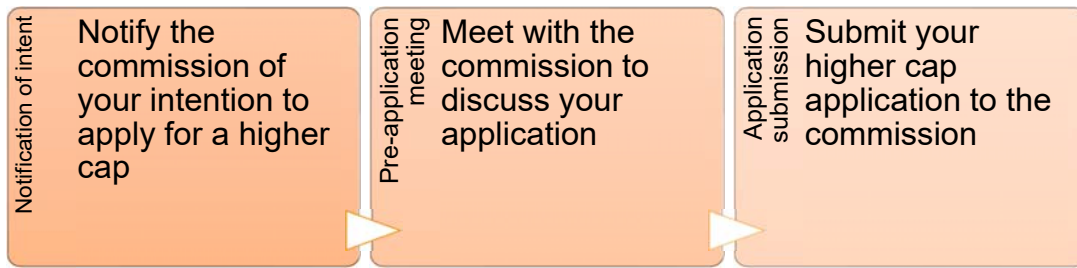 Notification of intent
Notify the
commission of
your intention to
apply for a higher
cap
Pre-application
meeting
Meet with the
commission to
discuss your
application
Application
submission
Submit your
higher cap
application to the
commission